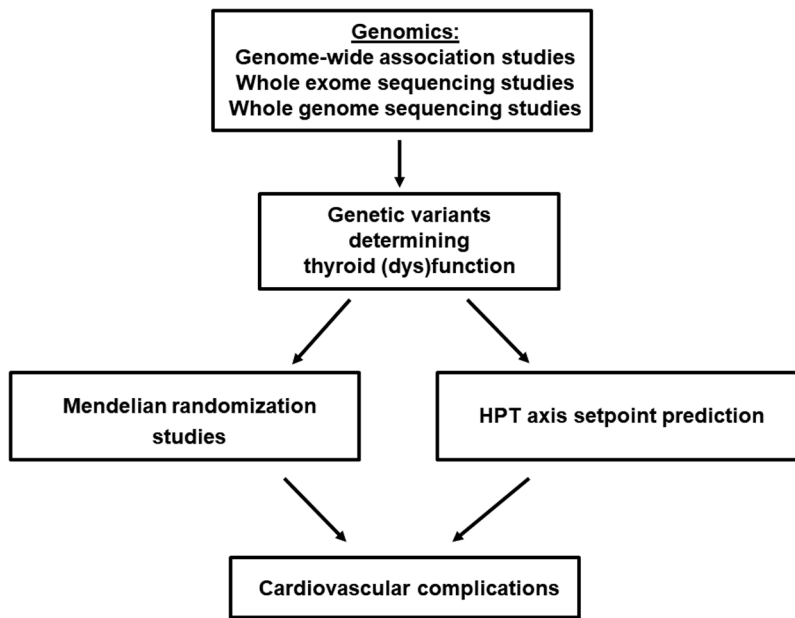 Genomics:
Genome-wide association studies
Whole exome sequencing studies
Whole genome sequencing studies
Genetic variants
determining
thyroid (dys)function
Mendelian randomization
studies
HPT axis setpoint prediction
Cardiovascular complications